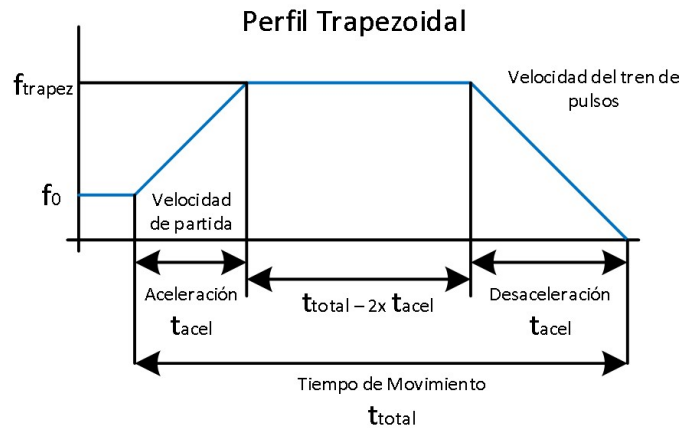 Perfil Trapezoidal
ftrapez
Velocidad del tren de
pulsos
f0
Velocidad
de partida
Aceleración
tacel
ttotal – 2x tacel
Desaceleración
tacel
Tiempo de Movimiento
ttotal